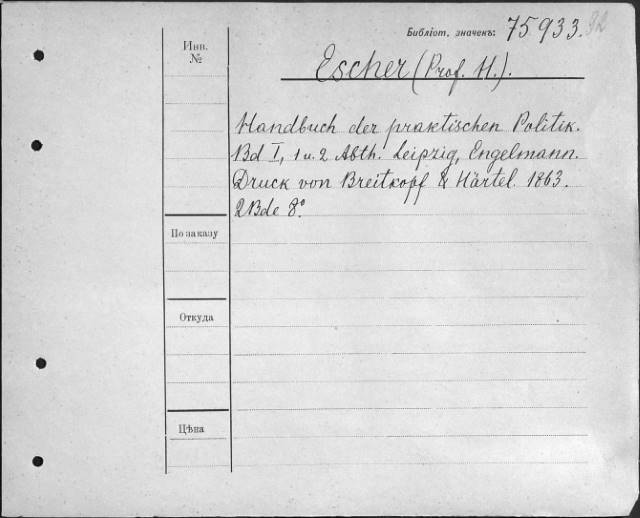 Библіот. значекъ: 75933.
Инв.
№
Escher (Prof. H.).
Handbuch der praktischen Politik.
Bd I, 1 u. 2 Abth. Leipzig, Engelmann.
Druck von Breitkopf & Härtel. 1863.
2 Bde 8°.
По заказу
Откуда
Цѣна